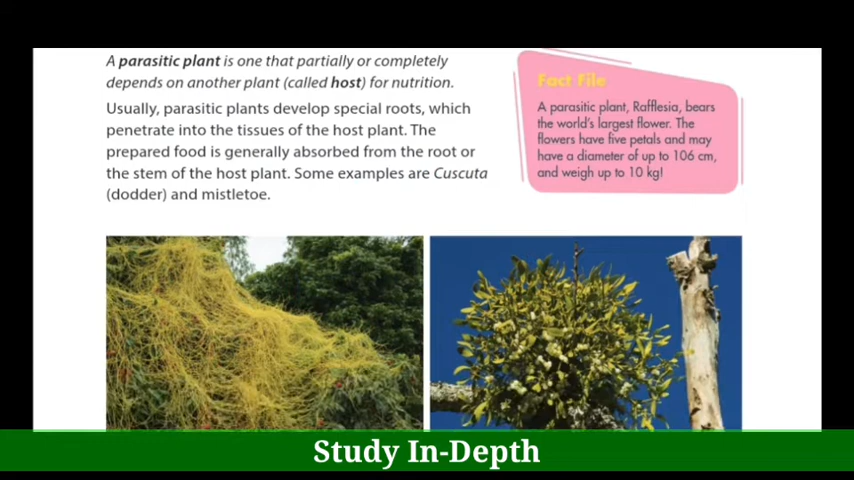 A parasitic plant is one that partially or completely
depends on another plant (called host) for nutrition.
Usually, parasitic plants develop special roots, which
penetrate into the tissues of the host plant. The
prepared food is generally absorbed from the root or
the stem of the host plant. Some examples are Cuscuta
(dodder) and mistletoe.
Fact File
A parasitic plant, Rafflesia, bears
the world's largest flower. The
flowers have five petals and may
have a diameter of up to 106 cm,
and weigh up to 10 kg!
Study In-Depth